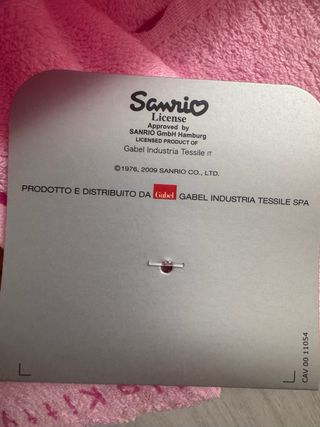 Sanrio
License
Approved by
SANRIO GmbH Hamburg
LICENSED PRODUCT OF
Gabel Industria Tessile IT
©1976, 2009 SANRIO CO., LTD.
PRODOTTO E DISTRIBUITO DA Gabel GABEL INDUSTRIA TESSILE SPA
CAV 00 11054